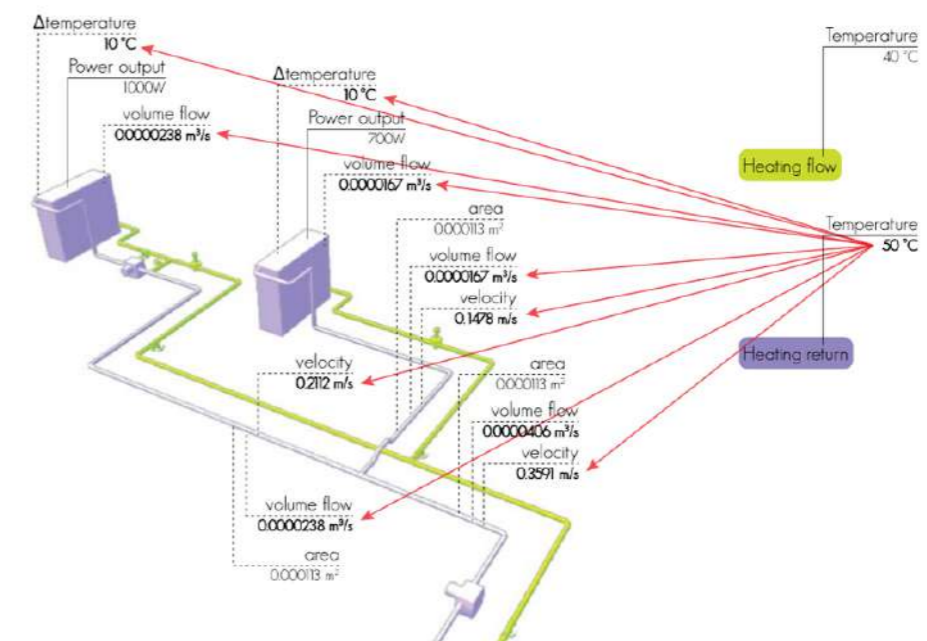 Δtemperature
10 °C
Power output
1000W
volume flow
0.0000238 m³/s
Δtemperature
10 °C
Power output
700W
volume flow
0.0000167 m³/s
area
0.000113 m²
volume flow
0.0000167 m³/s
velocity
0.1478 m/s
velocity
0.2112 m/s
area
0.000113 m²
volume flow
0.0000406 m³/s
velocity
0.3591 m/s
volume flow
0.0000238 m³/s
area
0.000113 m²
Temperature
40 °C
Heating flow
Temperature
50 °C
Heating return